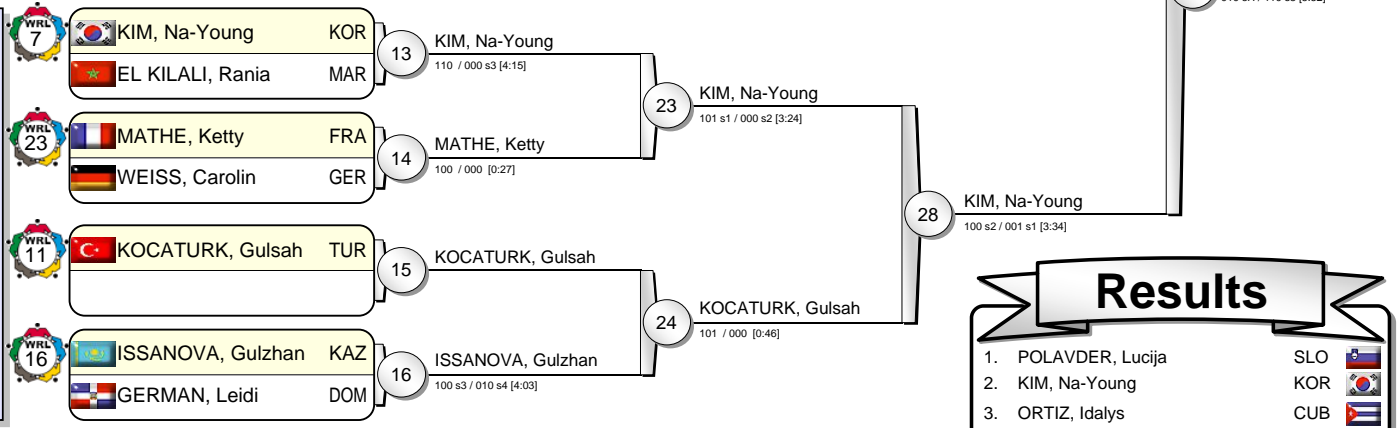 WRL 7
KIM, Na-Young KOR
EL KILALI, Rania MAR
13
KIM, Na-Young
110 / 000 s3 [4:15]
WRL 23
MATHE, Ketty FRA
WEISS, Carolin GER
14
MATHE, Ketty
100 / 000 [0:27]
23
KIM, Na-Young
101 s1 / 000 s2 [3:24]
WRL 11
KOCATURK, Gulsah TUR
15
KOCATURK, Gulsah
WRL 16
ISSANOVA, Gulzhan KAZ
GERMAN, Leidi DOM
16
ISSANOVA, Gulzhan
100 s3 / 010 s4 [4:03]
24
KOCATURK, Gulsah
101 / 000 [0:46]
28
KIM, Na-Young
100 s2 / 001 s1 [3:34]
Results
1. POLAVDER, Lucija SLO
2. KIM, Na-Young KOR
3. ORTIZ, Idalys CUB